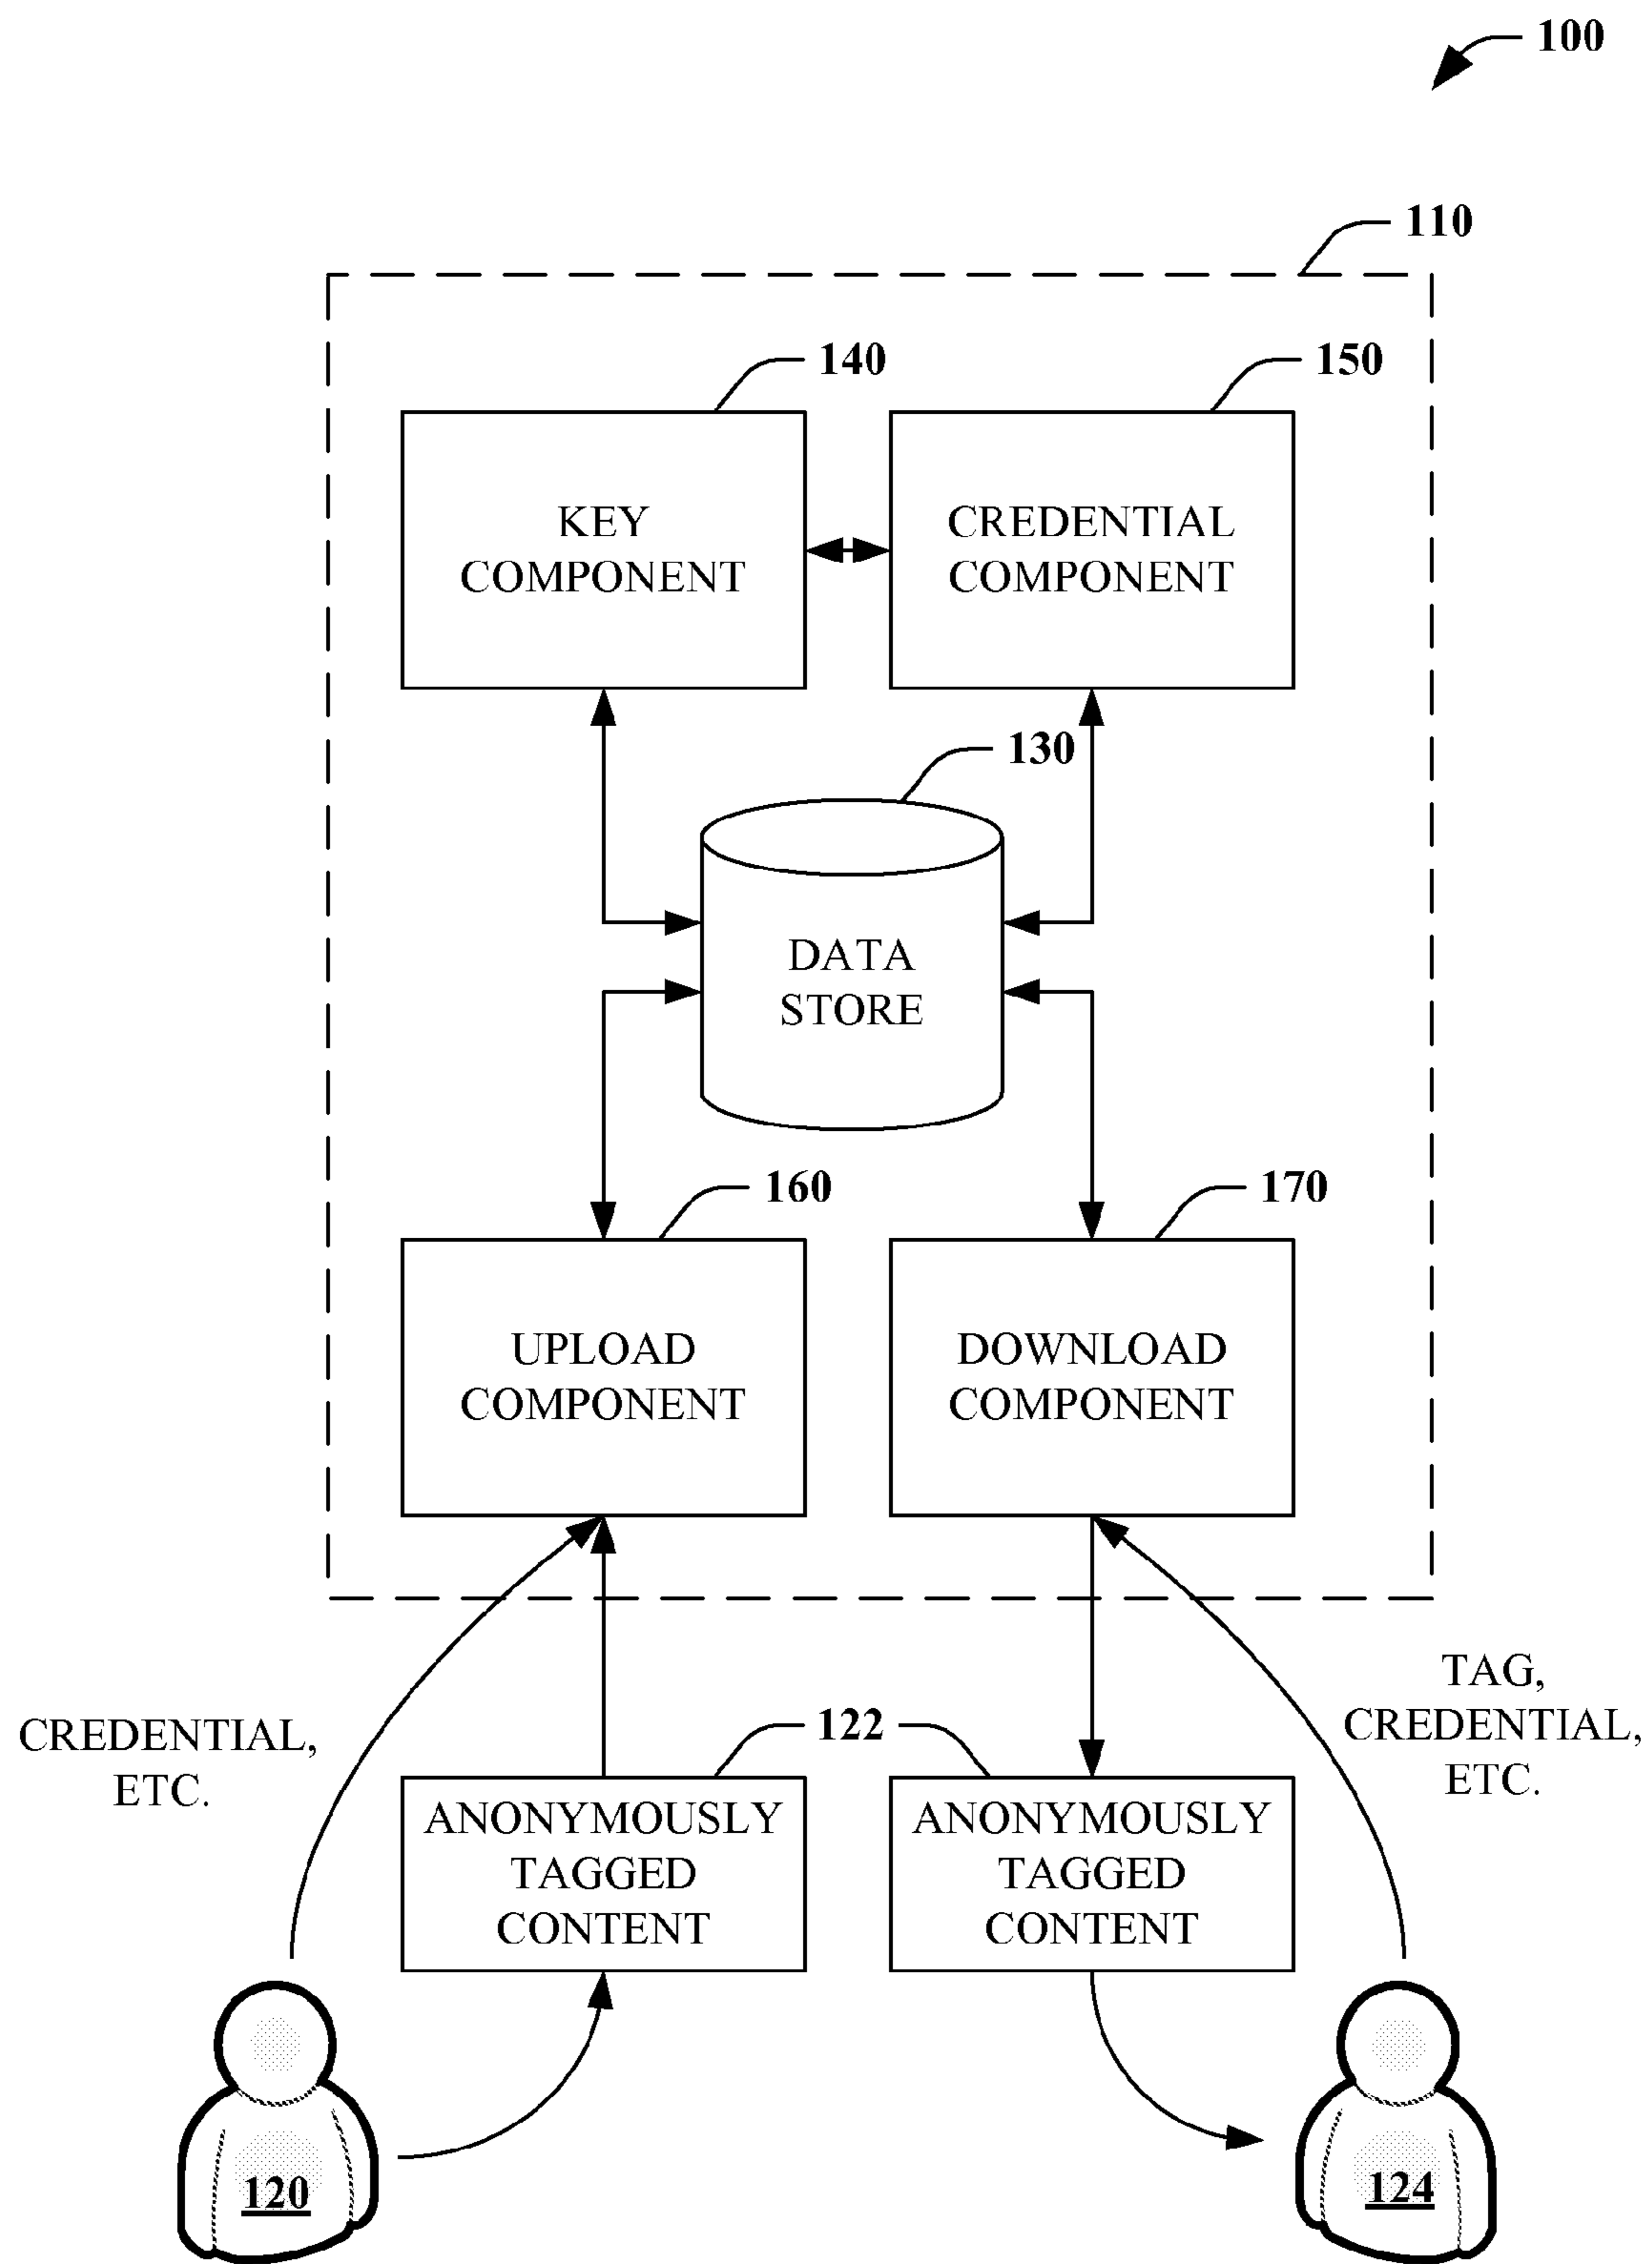 100
110
140
150
KEY
COMPONENT
CREDENTIAL
COMPONENT
130
DATA
STORE
160
170
UPLOAD
COMPONENT
DOWNLOAD
COMPONENT
CREDENTIAL,
ETC.
TAG,
CREDENTIAL,
ETC.
122
ANONYMOUSLY
TAGGED
CONTENT
ANONYMOUSLY
TAGGED
CONTENT
120
124